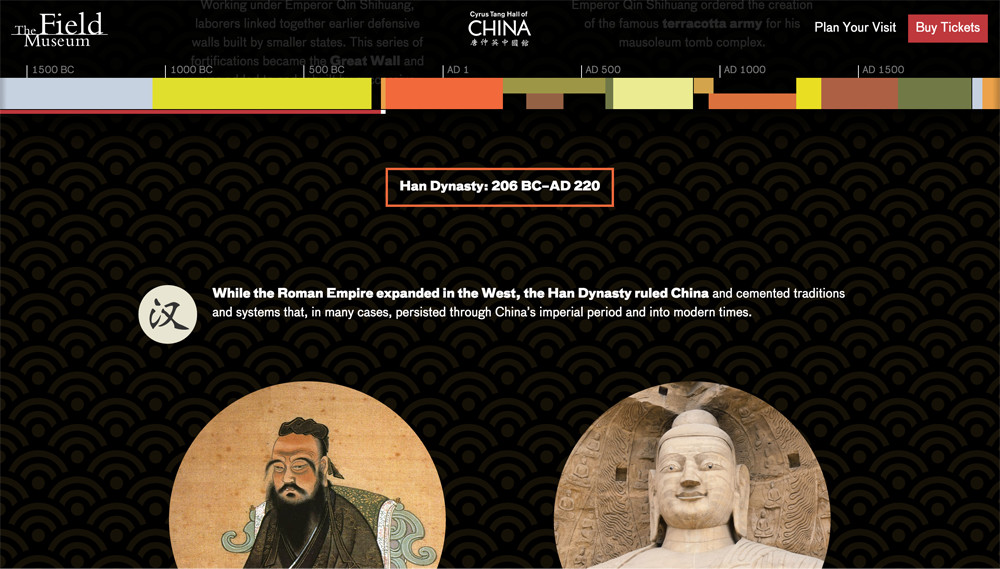 The Field Museum
Cyrus Tang Hall of
CHINA
唐仲英中國館
Plan Your Visit
Buy Tickets
Working under Emperor Qin Shihuang,
laborers linked together earlier defensive
walls built by smaller states. This series of
fortifications became the Great Wall and
Emperor Qin Shihuang ordered the creation
of the famous terracotta army for his
mausoleum tomb complex.
1500 BC
1000 BC
500 BC
AD 1
AD 500
AD 1000
AD 1500
Han Dynasty: 206 BC–AD 220
汉
While the Roman Empire expanded in the West, the Han Dynasty ruled China and cemented traditions
and systems that, in many cases, persisted through China’s imperial period and into modern times.